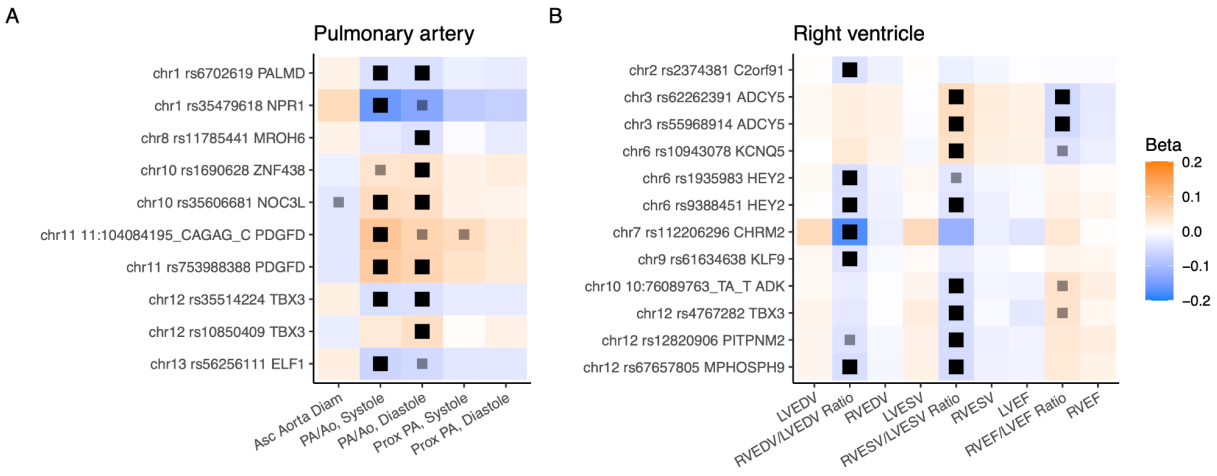 A
Pulmonary artery
chr1 rs6702619 PALMD
chr1 rs35479618 NPR1
chr8 rs11785441 MROH6
chr10 rs1690628 ZNF438
chr10 rs35606681 NOC3L
chr11 11:104084195_CAGAG_C PDGFD
chr11 rs753988388 PDGFD
chr12 rs35514224 TBX3
chr12 rs10850409 TBX3
chr13 rs56256111 ELF1
Asc Aorta Diam
PA/Ao, Systole
PA/Ao, Diastole
Prox PA, Systole
Prox PA, Diastole
B
Right ventricle
chr2 rs2374381 C2orf91
chr3 rs62262391 ADCY5
chr3 rs55968914 ADCY5
chr6 rs10943078 KCNQ5
chr6 rs1935983 HEY2
chr6 rs9388451 HEY2
chr7 rs112206296 CHRM2
chr9 rs61634638 KLF9
chr10 10:76089763_TA_T ADK
chr12 rs4767282 TBX3
chr12 rs12820906 PITPNM2
chr12 rs67657805 MPHOSPH9
LVEDV
RVEDV/LVEDV Ratio
RVEDV
LVESV
RVESV/LVESV Ratio
RVESV
LVEF
RVEF/LVEF Ratio
RVEF
Beta
0.2
0.1
0.0
−0.1
−0.2